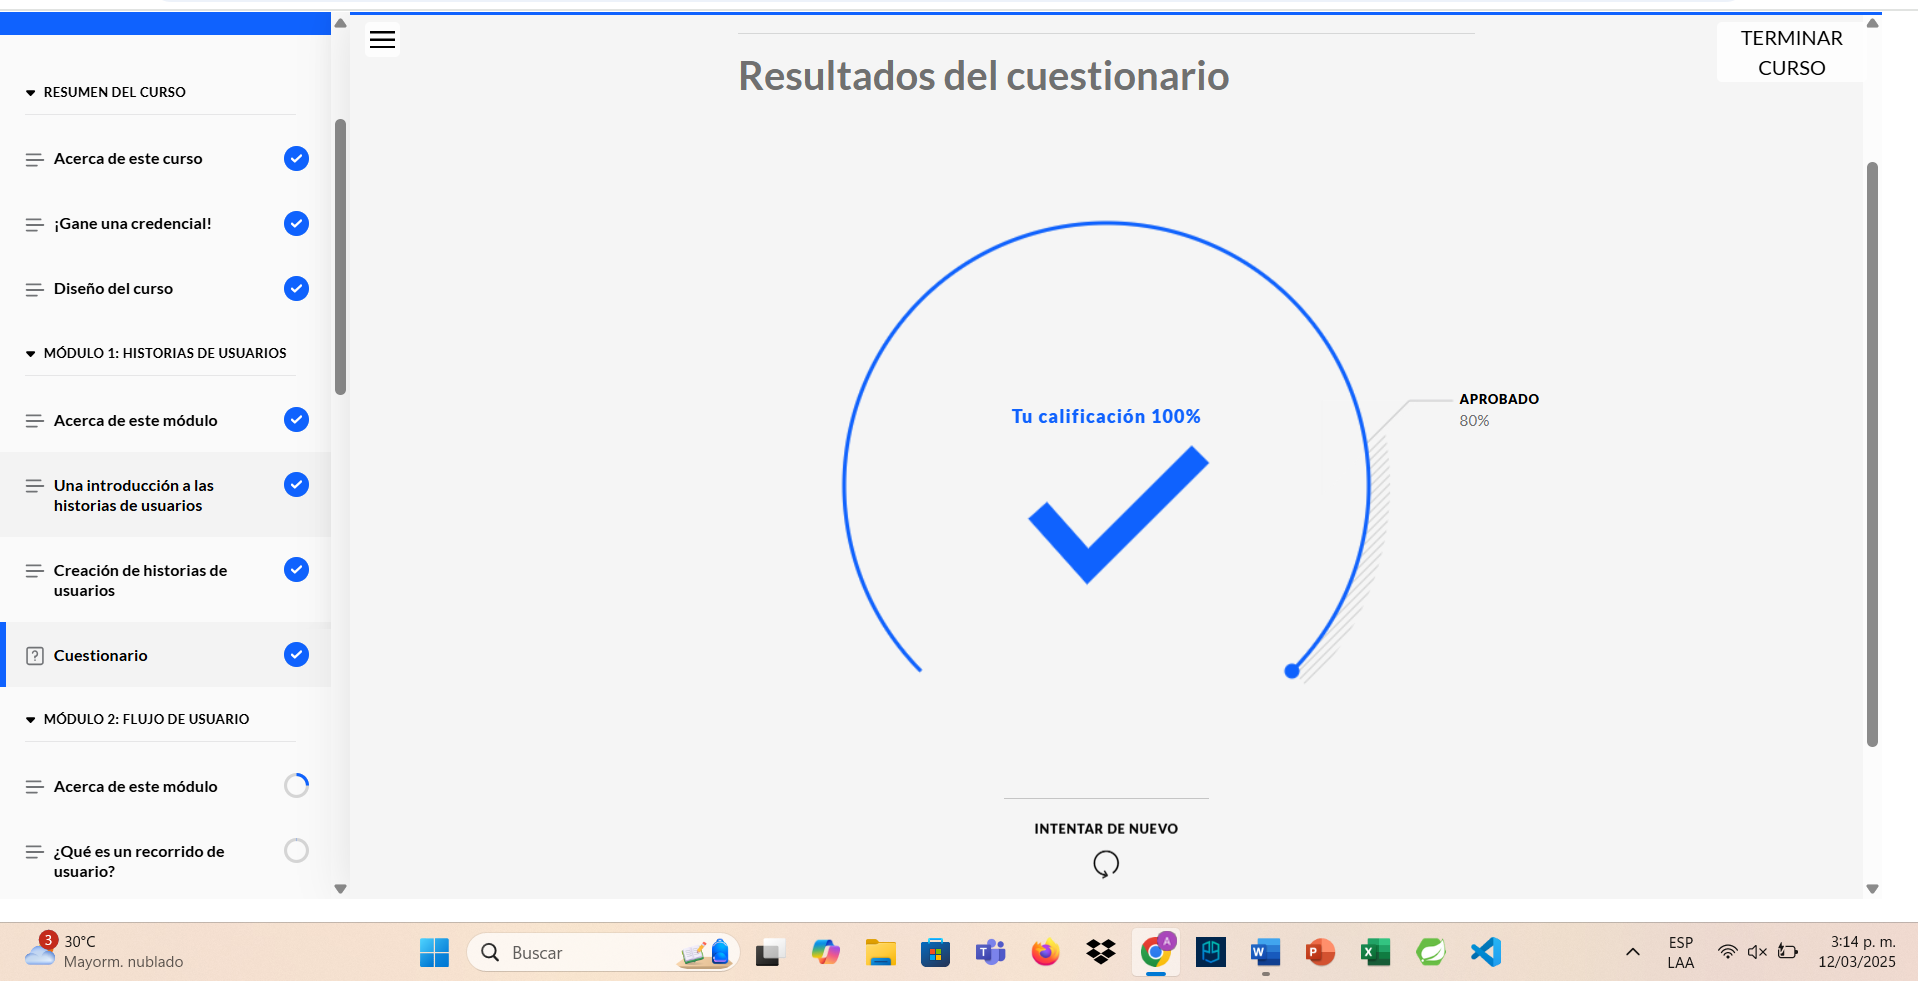 RESUMEN DEL CURSO
Acerca de este curso
¡Gane una credencial!
Diseño del curso
MÓDULO 1: HISTORIAS DE USUARIOS
Acerca de este módulo
Una introducción a las
historias de usuarios
Creación de historias de
usuarios
Cuestionario
MÓDULO 2: FLUJO DE USUARIO
Acerca de este módulo
¿Qué es un recorrido de
usuario?
TERMINAR
CURSO
Resultados del cuestionario
Tu calificación 100%
APROBADO
80%
INTENTAR DE NUEVO
3
30°C
Mayorm. nublado
Buscar
A
ESP
LAA
3:14 p. m.
12/03/2025